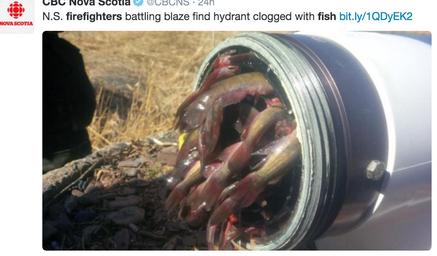 CBC Nova Scotia @CBCNS · 24h
NOVA SCOTIA
N.S. firefighters battling blaze find hydrant clogged with fish bit.ly/1QDyEK2